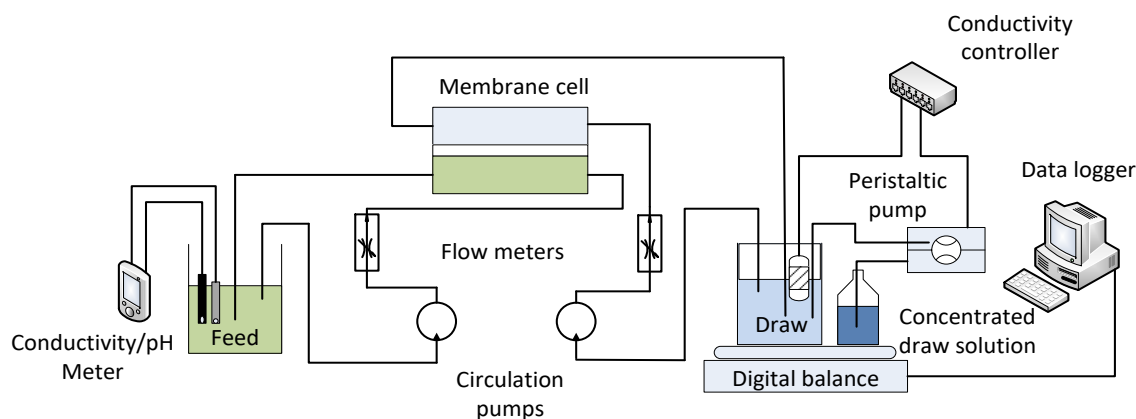 Conductivity
controller
Membrane cell
Data logger
Peristaltic
pump
Flow meters
Feed
Draw
Concentrated
draw solution
Conductivity/pH
Meter
Digital balance
Circulation
pumps